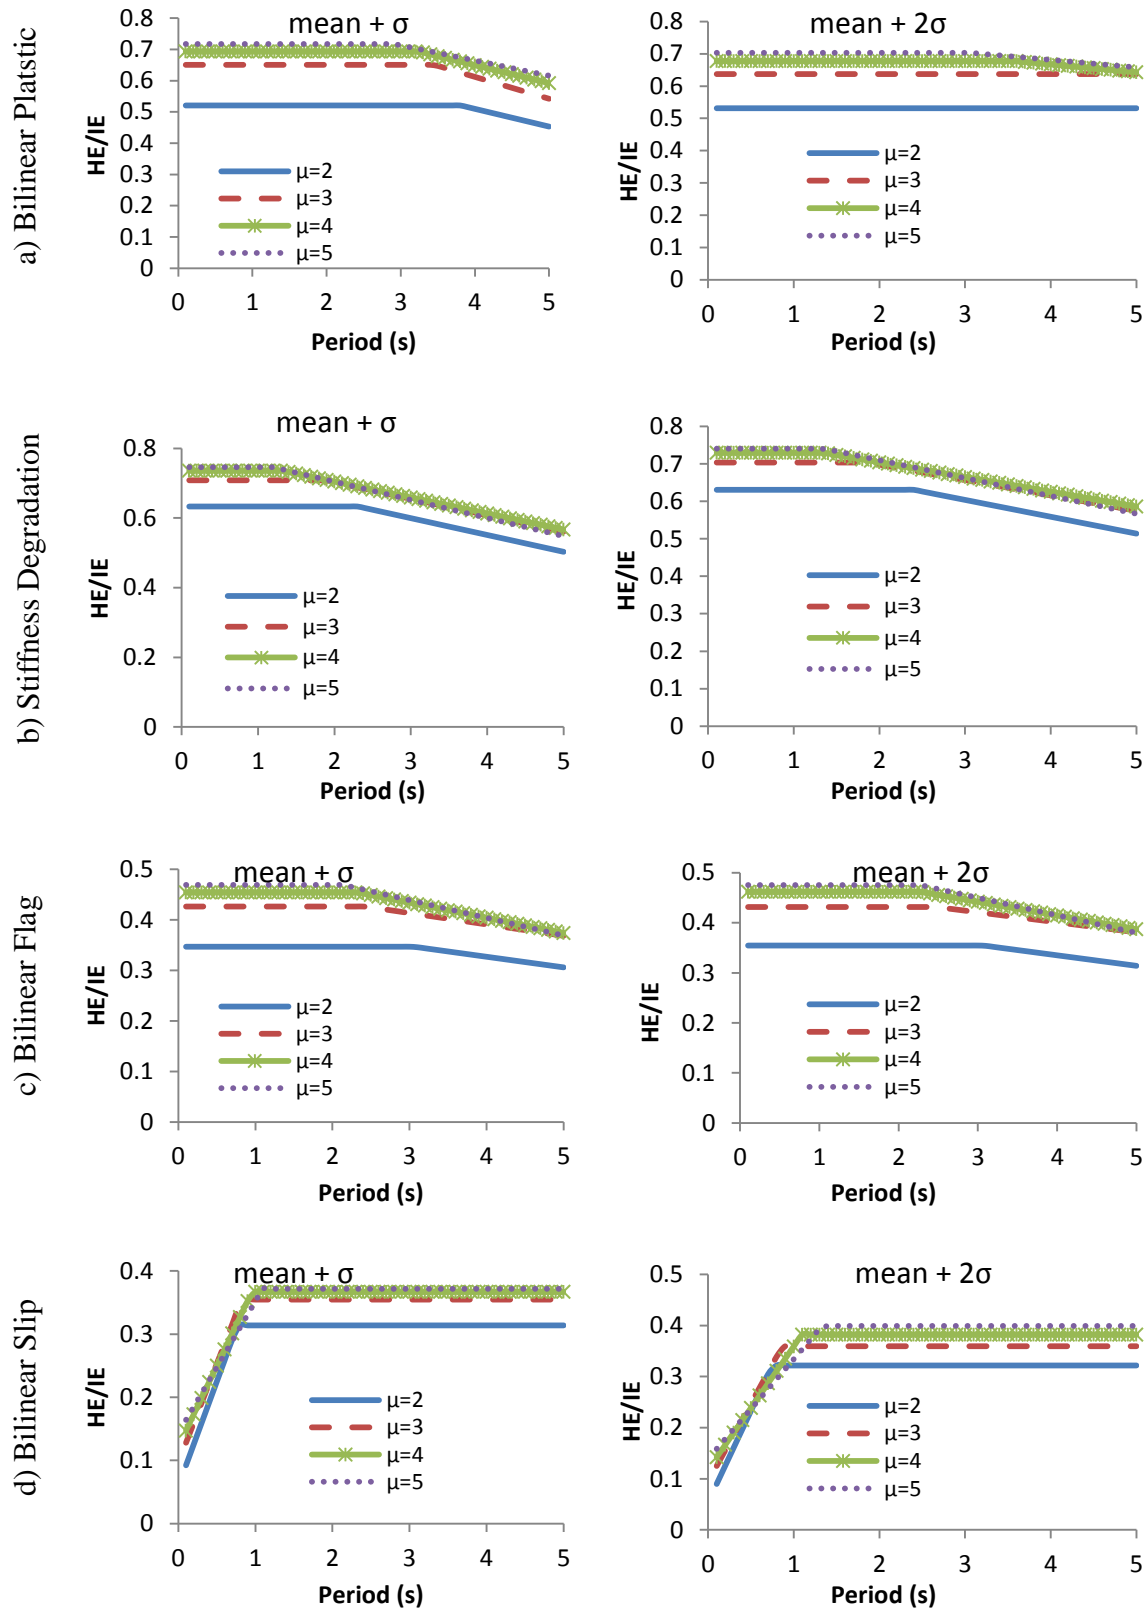 a) Bilinear Platstic
mean + σ
HE/IE
0.8
0.7
0.6
0.5
0.4
0.3
0.2
0.1
0
μ=2
μ=3
μ=4
μ=5
0 1 2 3 4 5
Period (s)
mean + 2σ
HE/IE
0.8
0.7
0.6
0.5
0.4
0.3
0.2
0.1
0
μ=2
μ=3
μ=4
μ=5
0 1 2 3 4 5
Period (s)
b) Stiffness Degradation
mean + σ
HE/IE
0.8
0.6
0.4
0.2
0
μ=2
μ=3
μ=4
μ=5
0 1 2 3 4 5
Period (s)
HE/IE
0.8
0.7
0.6
0.5
0.4
0.3
0.2
0.1
0
μ=2
μ=3
μ=4
μ=5
0 1 2 3 4 5
Period (s)
c) Bilinear Flag
mean + σ
HE/IE
0.5
0.4
0.3
0.2
0.1
0
μ=2
μ=3
μ=4
μ=5
0 1 2 3 4 5
Period (s)
mean + 2σ
HE/IE
0.5
0.4
0.3
0.2
0.1
0
μ=2
μ=3
μ=4
μ=5
0 1 2 3 4 5
Period (s)
d) Bilinear Slip
mean + σ
HE/IE
0.4
0.3
0.2
0.1
0
μ=2
μ=3
μ=4
μ=5
0 1 2 3 4 5
Period (s)
mean + 2σ
HE/IE
0.5
0.4
0.3
0.2
0.1
0
μ=2
μ=3
μ=4
μ=5
0 1 2 3 4 5
Period (s)